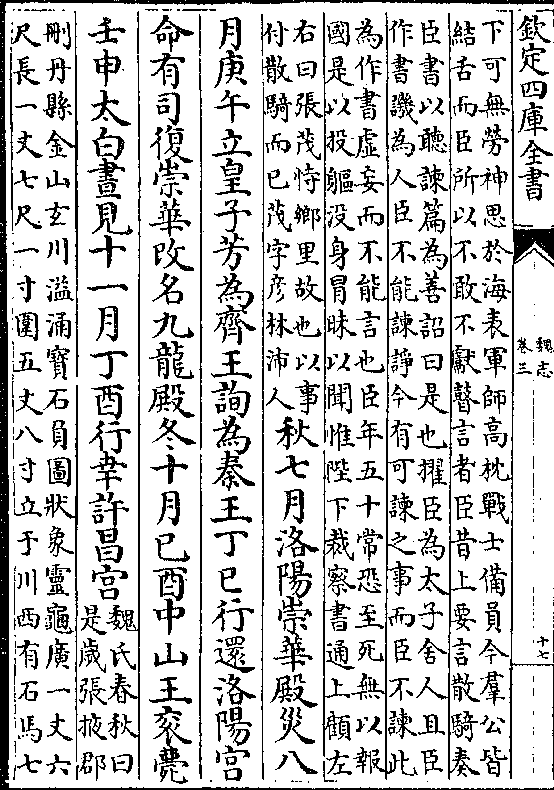 欽定四庫全書
魏志
卷三
十七
下可無勞神思於海表軍師高枕戰士備員今羣公皆
結舌而臣所以不敢不獻瞽言者臣昔上要言散騎奏
臣書以聽諫篇為善詔曰是也擢臣為太子舍人且臣
作書譏為人臣不能諫諍今有可諫之事而臣不諫此
為作書虛妄而不能言也臣年五十常恐至死無以報
國是以投軀没身冒昧以聞惟陛下裁察書通上顧左
右曰張茂恃鄉里故也以事
付散騎而已茂字彦林沛人
秋七月洛陽崇華殿災八
月庚午立皇子芳為齊王詢為秦王丁巳行還洛陽宫
命有司復崇華改名九龍殿冬十月己酉中山王衮薨
壬申太白晝見十一月丁酉行幸許昌宫
魏氏春秋曰
是歲張掖郡
刪丹縣金山玄川溢涌寶石員圖狀象靈龜廣一丈六
尺長一丈七尺一寸圍五丈八寸立于川西有石馬七